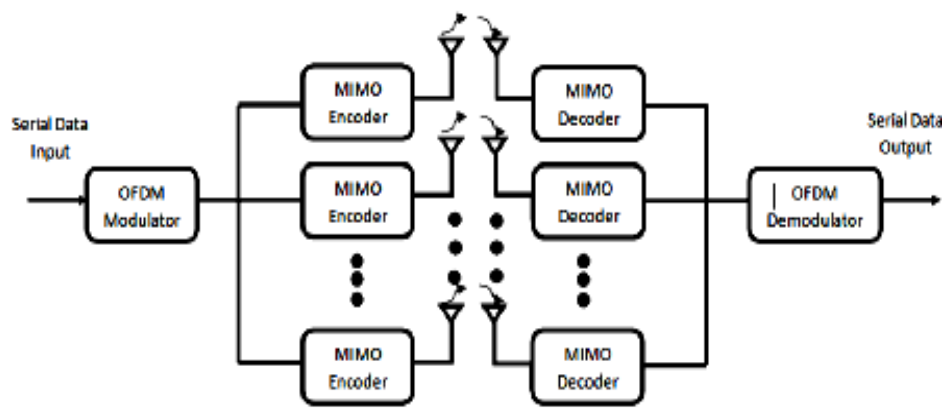 Serial Data
Input
OFDM
Modulator
MIMO
Encoder
MIMO
Encoder
MIMO
Encoder
MIMO
Decoder
MIMO
Decoder
MIMO
Decoder
OFDM
Demodulator
Serial Data
Output